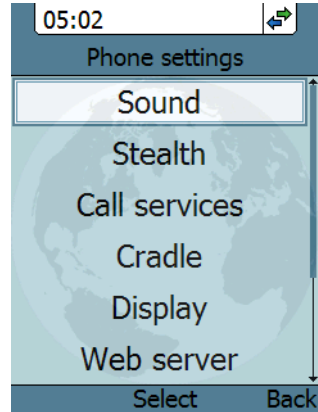 05:02
Phone settings
Sound
Stealth
Call services
Cradle
Display
Web server
Select Back